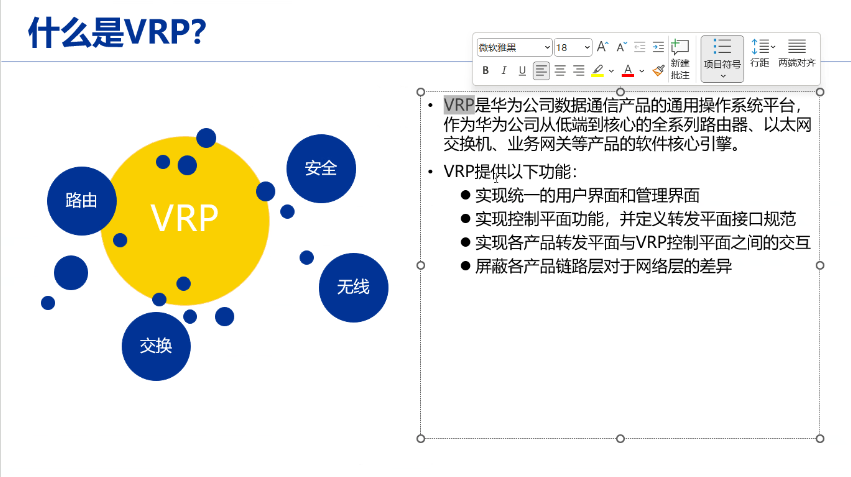 什么是VRP？
微软雅黑
18
新建
批注
项目符号
行距
两端对齐
B I U
A
VRP
路由
安全
无线
交换
• VRP是华为公司数据通信产品的通用操作系统平台，
作为华为公司从低端到核心的全系列路由器、以太网
交换机、业务网关等产品的软件核心引擎。
• VRP提供以下功能：
● 实现统一的用户界面和管理界面
● 实现控制平面功能，并定义转发平面接口规范
● 实现各产品转发平面与VRP控制平面之间的交互
● 屏蔽各产品链路层对于网络层的差异